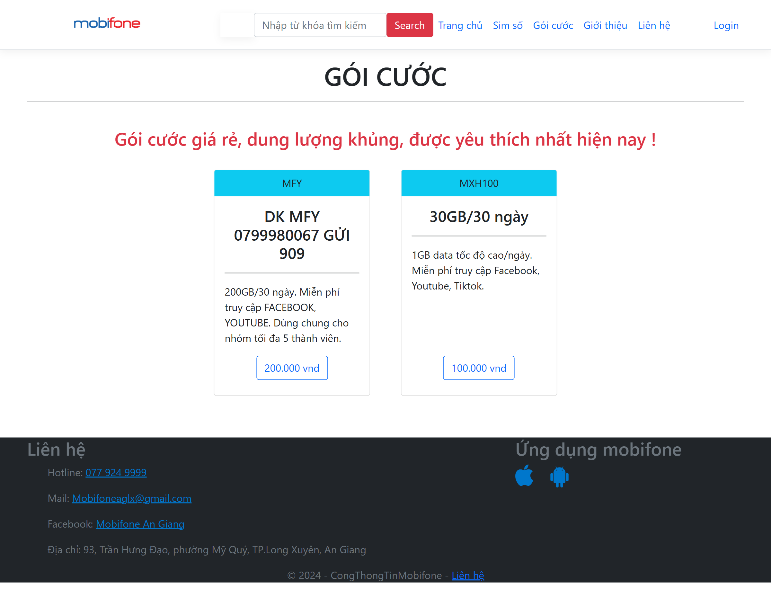 mobifone
Nhập từ khóa tìm kiếm
Search
Trang chủ
Sim số
Gói cước
Giới thiệu
Liên hệ
Login
GÓI CƯỚC
Gói cước giá rẻ, dung lượng khủng, được yêu thích nhất hiện nay !
MFY
DK MFY
0799980067 GỬI
909
200GB/30 ngày. Miễn phí
truy cập FACEBOOK,
YOUTUBE. Dùng chung cho
nhóm tối đa 5 thành viên.
200.000 vnd
MXH100
30GB/30 ngày
1GB data tốc độ cao/ngày.
Miễn phí truy cập Facebook,
Youtube, Tiktok.
100.000 vnd
Liên hệ
Hotline: 077 924 9999
Mail: Mobifoneaglx@gmail.com
Facebook: Mobifone An Giang
Địa chỉ: 93, Trần Hưng Đạo, phường Mỹ Quý, TP.Long Xuyên, An Giang
Ứng dụng mobifone
© 2024 - CongThongTinMobifone - Liên hệ